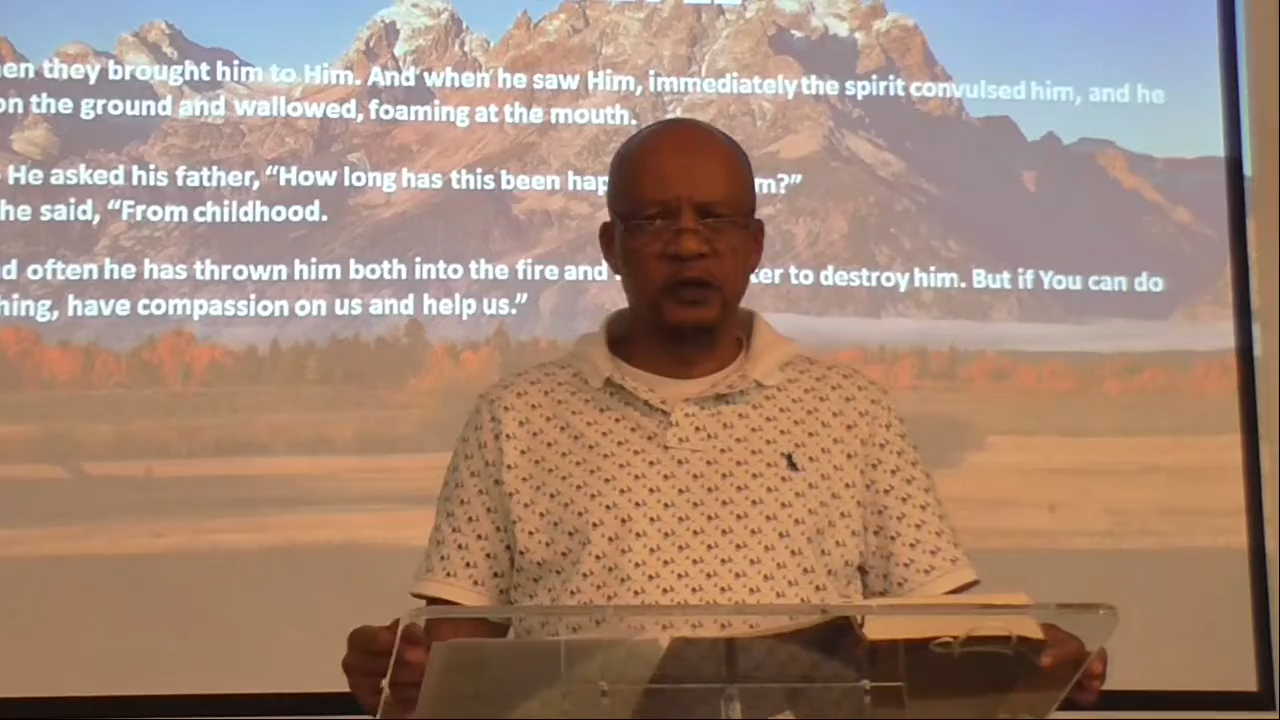 en they brought him to Him. And when he saw Him, immediately the spirit convulsed him, and he
on the ground and wallowed, foaming at the mouth.
He asked his father, “How long has this been hap m?”
he said, “From childhood.
d often he has thrown him both into the fire and ter to destroy him. But if You can do
hing, have compassion on us and help us.”